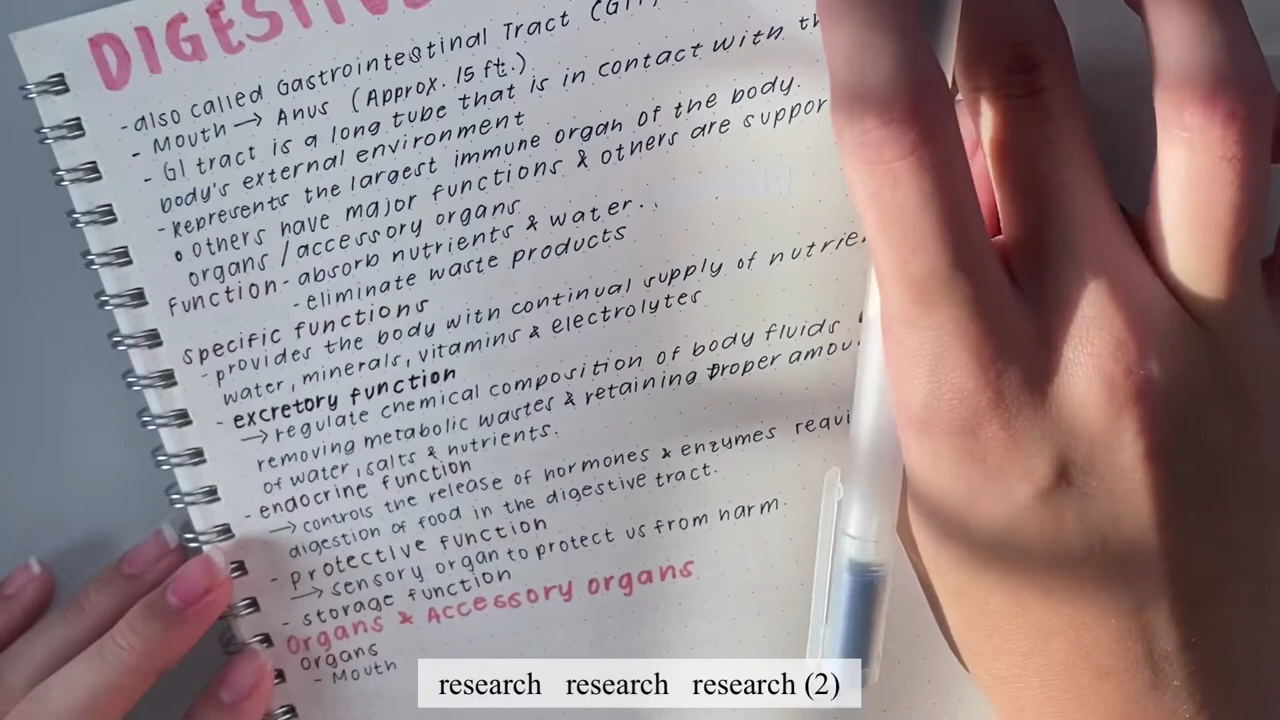 DIGESTIV
- also called Gastrointestinal Tract (GIT
- Mouth → Anus (Approx. 15 ft.)
- GI tract is a long tube that is in contact with th
body's external environment
- represents the largest immune organ of the body.
• others have major functions & others are suppor
organs / accessory organs
Function - absorb nutrients & water.
- eliminate waste products
specific functions
- provides the body with continual supply of nutrie
water, minerals, vitamins & electrolytes
- excretory function
→ regulate chemical composition of body fluids
removing metabolic wastes & retaining proper amou
of water, salts & nutrients.
- endocrine function
→ controls the release of hormones & enzymes requi
digestion of food in the digestive tract.
- Protective function
→ sensory organ to protect us from harm.
- storage function
Organs & Accessory Organs
Organs
- Mouth
research research research (2)